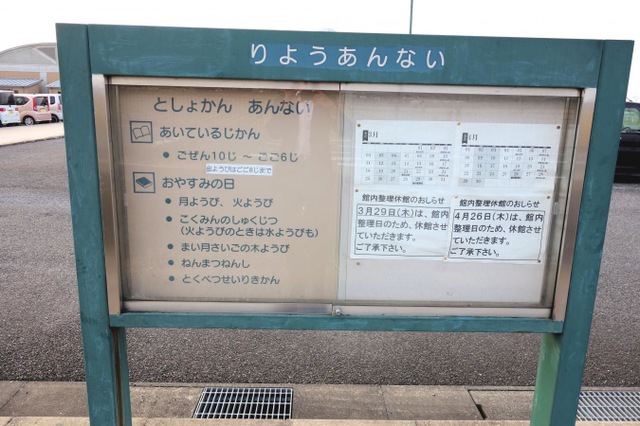 りようあんない
としょかん あんない
あいているじかん
● ごぜん10じ ～ ごご6じ
おやすみの日
● 月ようび、火ようび
● こくみんのしゅくじつ
（火ようびのときは水ようびも）
● まい月さいごの木ようび
● ねんまつねんし
● とくべつせいりきかん
3月
4月
館内整理休館のおしらせ
3月29日(木)は、館内
整理日のため、休館させ
ていただきます。
ご了承下さい。
館内整理休館のおしらせ
4月26日(木)は、館内
整理日のため、休館させ
ていただきます。
ご了承下さい。